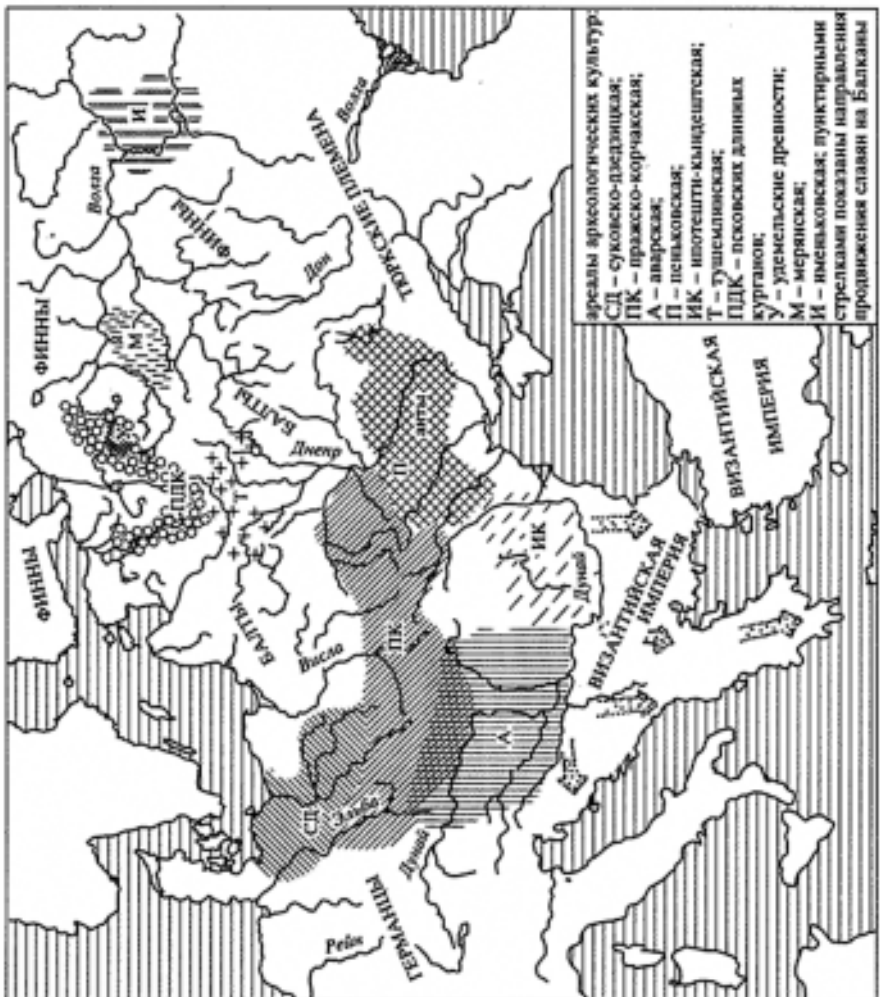 ФИННЫ
ФИННЫ
ФИННЫ
Волга
И
Волга
М
ПДК
У
Т
БАЛТЫ
БАЛТЫ
Дон
Днепр
ТЮРКСКИЕ ПЛЕМЕНА
Висла
П
анты
ПК
СД
Эльба
Рейн
ГЕРМАНЦЫ
Дунай
А
ИК
Дунай
ВИЗАНТИЙСКАЯ
ИМПЕРИЯ
ВИЗАНТИЙСКАЯ
ИМПЕРИЯ
ареалы археологических культур:
СД – суковско-дзедзицкая;
ПК – пражско-корчакская;
А – аварская;
П – пеньковская;
ИК – ипотешти-кындештская;
Т – тушемлинская;
ПДК – псковских длинных
курганов;
У – удомельские древности;
М – мерянская;
И – именьковская; пунктирными
стрелками показаны направления
продвижения славян на Балканы